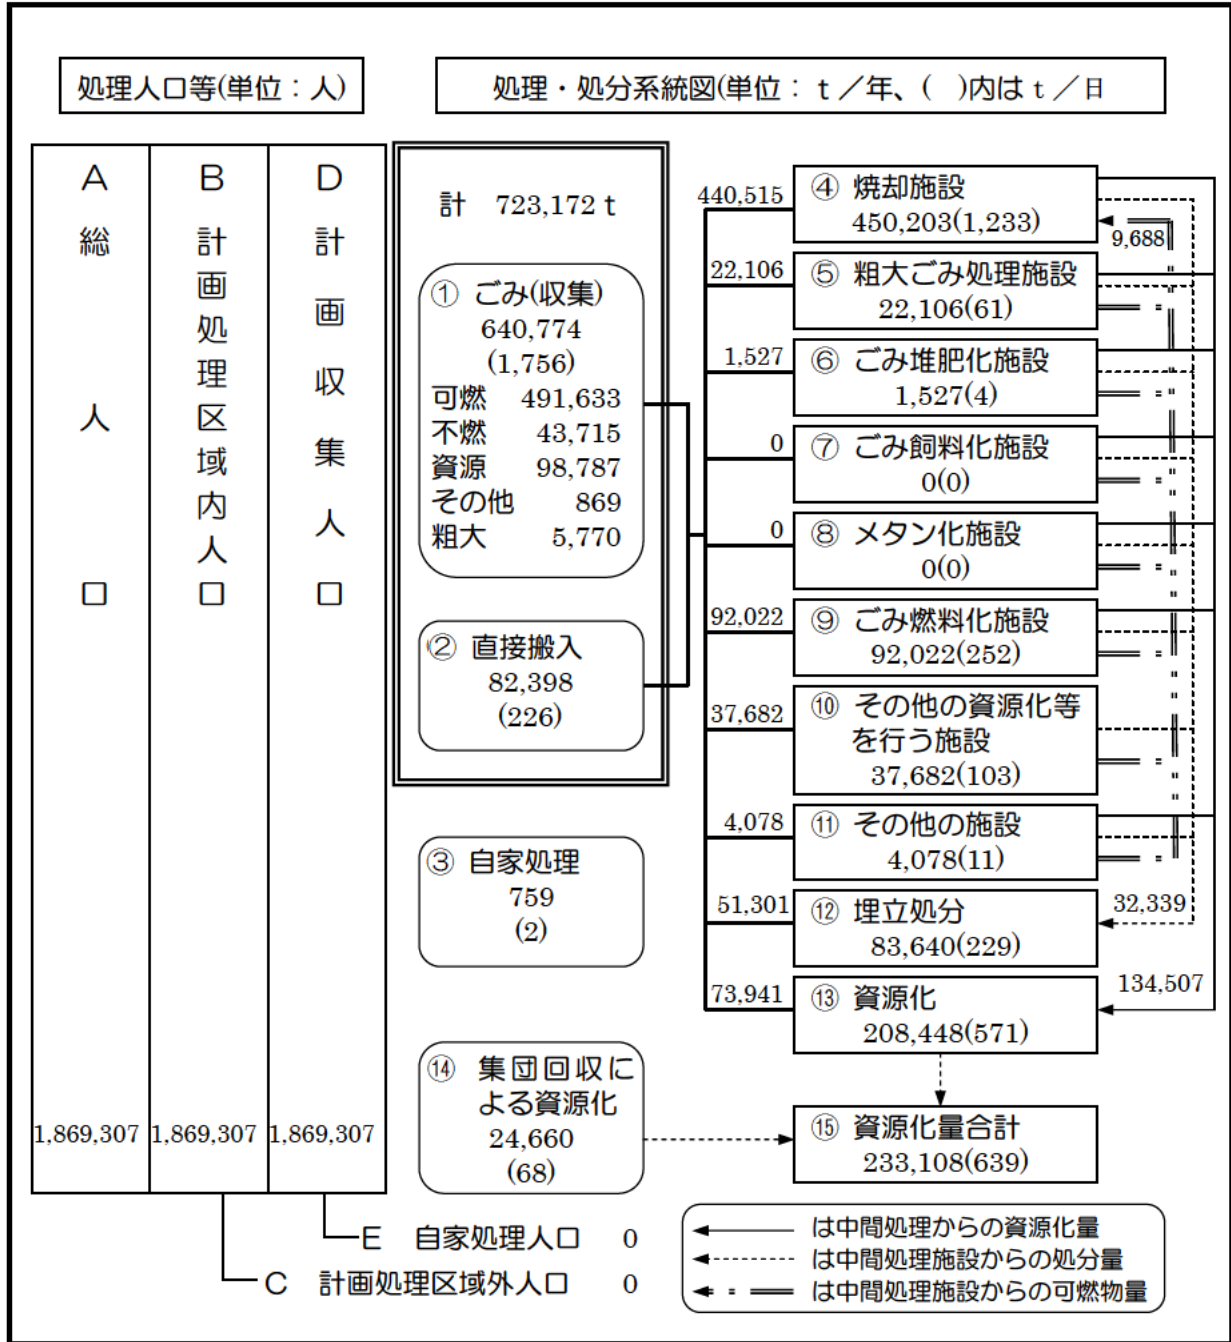 処理人口等(単位：人)
処理・処分系統図(単位：ｔ／年、(　)内はｔ／日
A 総人口
1,869,307
B 計画処理区域内人口
1,869,307
D 計画収集人口
1,869,307
E 自家処理人口 0
C 計画処理区域外人口 0
計 723,172ｔ
① ごみ(収集)
640,774
(1,756)
可燃 491,633
不燃 43,715
資源 98,787
その他 869
粗大 5,770
② 直接搬入
82,398
(226)
③ 自家処理
759
(2)
⑭ 集団回収に
よる資源化
24,660
(68)
440,515
④ 焼却施設
450,203(1,233)
9,688
22,106
⑤ 粗大ごみ処理施設
22,106(61)
1,527
⑥ ごみ堆肥化施設
1,527(4)
0
⑦ ごみ飼料化施設
0(0)
0
⑧ メタン化施設
0(0)
92,022
⑨ ごみ燃料化施設
92,022(252)
37,682
⑩ その他の資源化等
を行う施設
37,682(103)
4,078
⑪ その他の施設
4,078(11)
51,301
⑫ 埋立処分
83,640(229)
32,339
73,941
⑬ 資源化
208,448(571)
134,507
⑮ 資源化量合計
233,108(639)
は中間処理からの資源化量
は中間処理施設からの処分量
は中間処理施設からの可燃物量